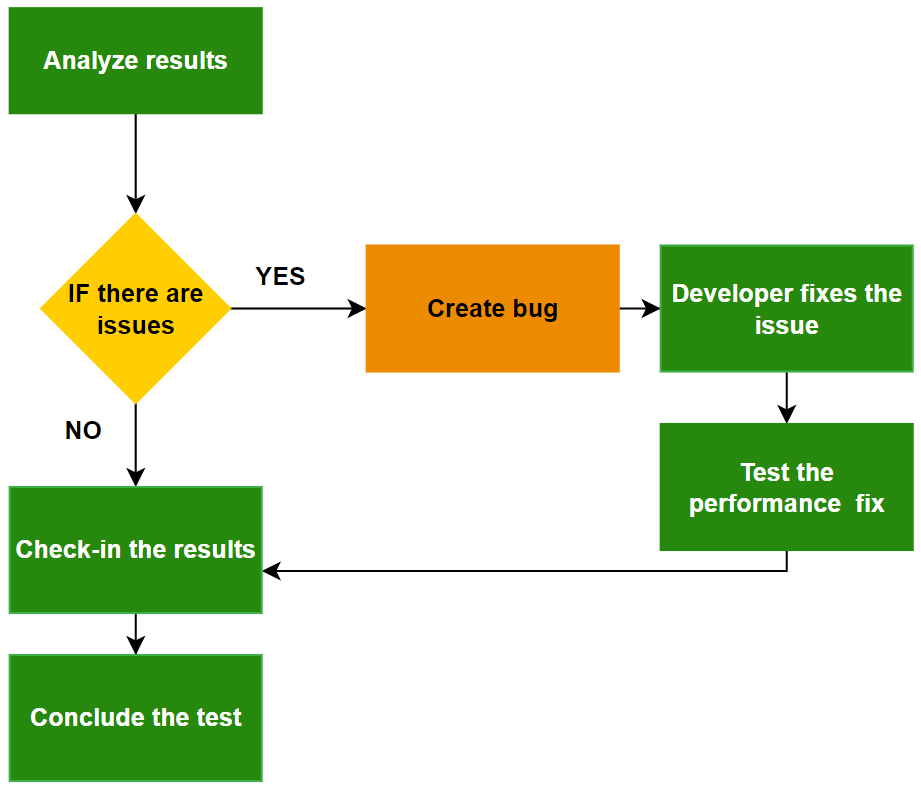 Analyze results
IF there are
issues
YES
Create bug
Developer fixes the
issue
NO
Test the
performance  fix
Check-in the results
Conclude the test